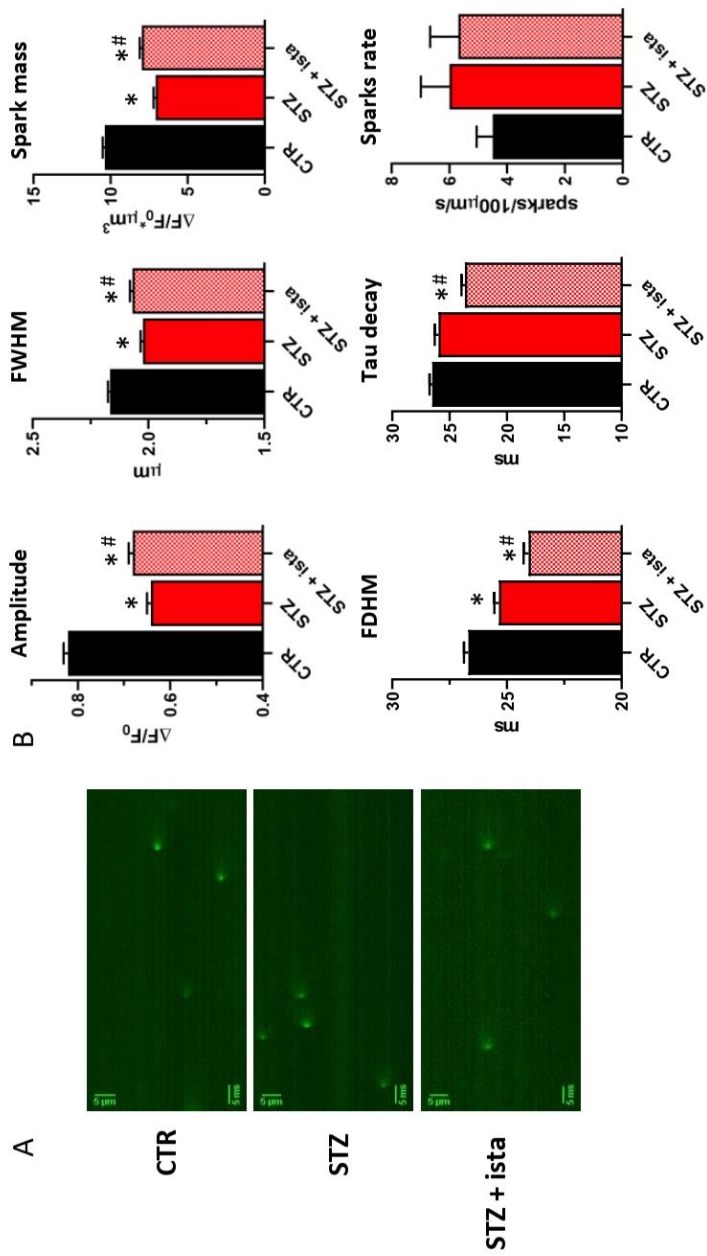 A
CTR
5 µm
5 ms
STZ
5 µm
5 ms
STZ + ista
5 µm
5 ms
B
Amplitude
ΔF/F0
0.8
0.6
0.4
*
*#
CTR
STZ
STZ + ista
FWHM
µm
2.5
2.0
1.5
*
*#
CTR
STZ
STZ + ista
Spark mass
ΔF/F0*µm3
15
10
5
0
*
*#
CTR
STZ
STZ + ista
FDHM
ms
30
25
20
*
*#
CTR
STZ
STZ + ista
Tau decay
ms
30
25
20
15
10
*#
CTR
STZ
STZ + ista
Sparks rate
sparks/100µm/s
8
6
4
2
0
CTR
STZ
STZ + ista